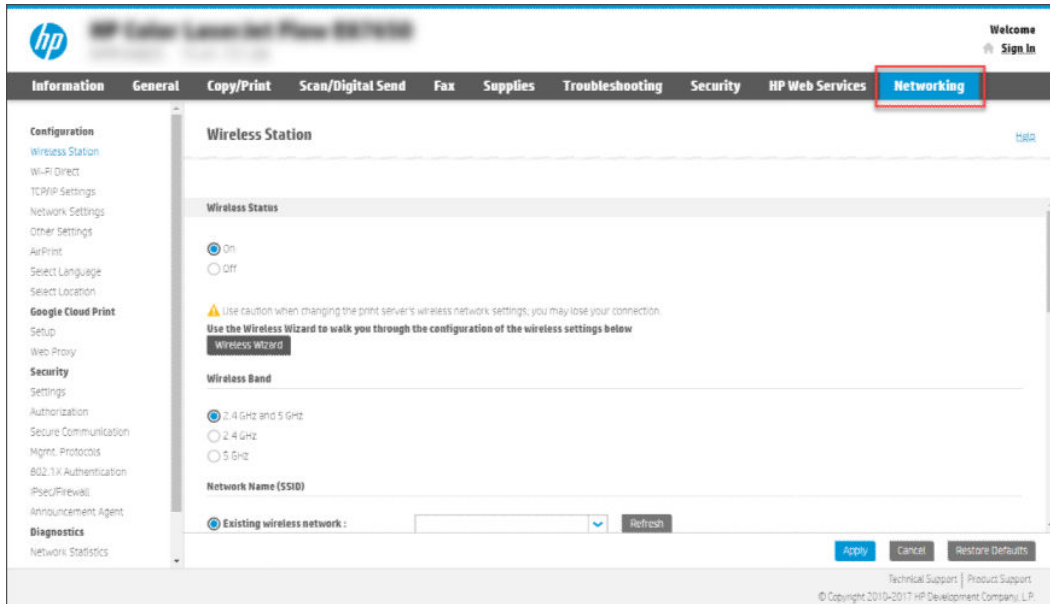 hp
Welcome
Sign In
Information General Copy/Print Scan/Digital Send Fax Supplies Troubleshooting Security HP Web Services Networking
Configuration
Wireless Station
Wi-Fi Direct
TCP/IP Settings
Network Settings
Other Settings
AirPrint
Select Language
Select Location
Google Cloud Print
Setup
Web Proxy
Security
Settings
Authorization
Secure Communication
Mgmt. Protocols
802.1X Authentication
IPsec/Firewall
Announcement Agent
Diagnostics
Network Statistics
Wireless Station
Help
Wireless Status
On
Off
Use caution when changing the print server's wireless network settings; you may lose your connection.
Use the Wireless Wizard to walk you through the configuration of the wireless settings below
Wireless Wizard
Wireless Band
2.4 GHz and 5 GHz
2.4 GHz
5 GHz
Network Name (SSID)
Existing wireless network :
Refresh
Apply Cancel Restore Defaults
Technical Support | Product Support
© Copyright 2010-2017 HP Development Company, L.P.